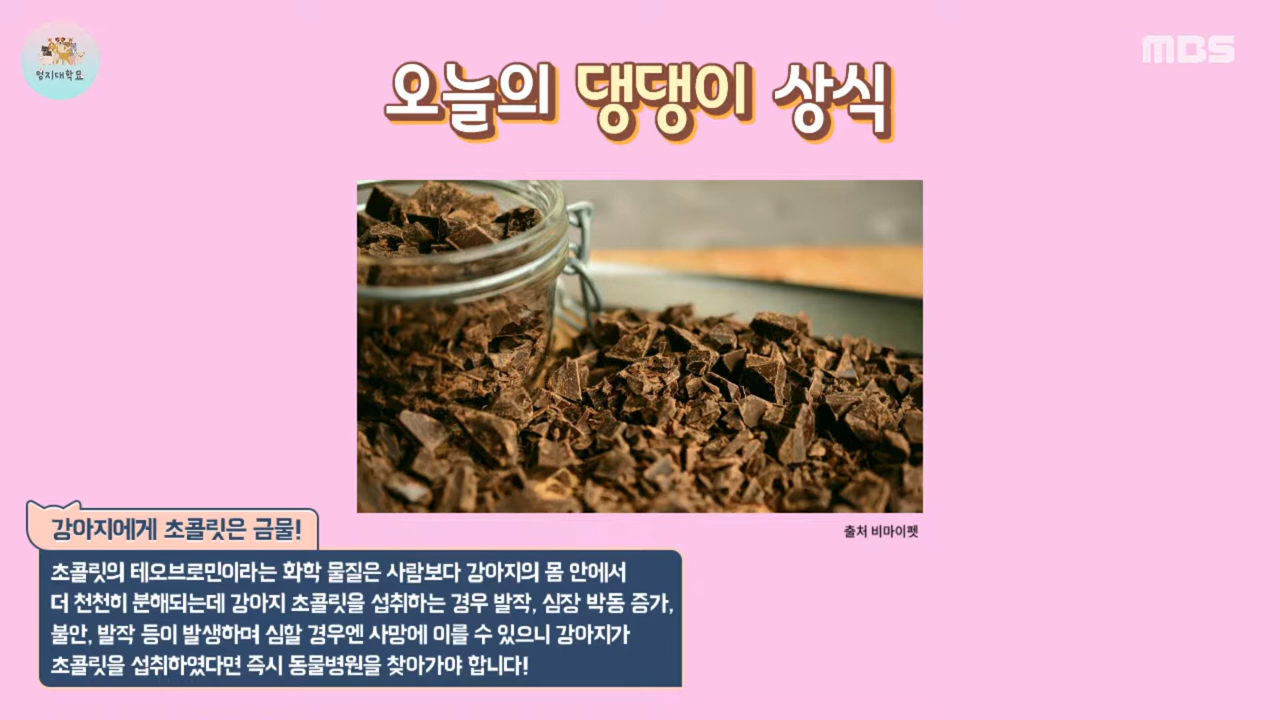 멍지대학묘
MBS
오늘의 댕댕이 상식
출처 비마이펫
강아지에게 초콜릿은 금물!
초콜릿의 테오브로민이라는 화학 물질은 사람보다 강아지의 몸 안에서
더 천천히 분해되는데 강아지 초콜릿을 섭취하는 경우 발작, 심장 박동 증가,
불안, 발작 등이 발생하며 심할 경우엔 사망에 이를 수 있으니 강아지가
초콜릿을 섭취하였다면 즉시 동물병원을 찾아가야 합니다!